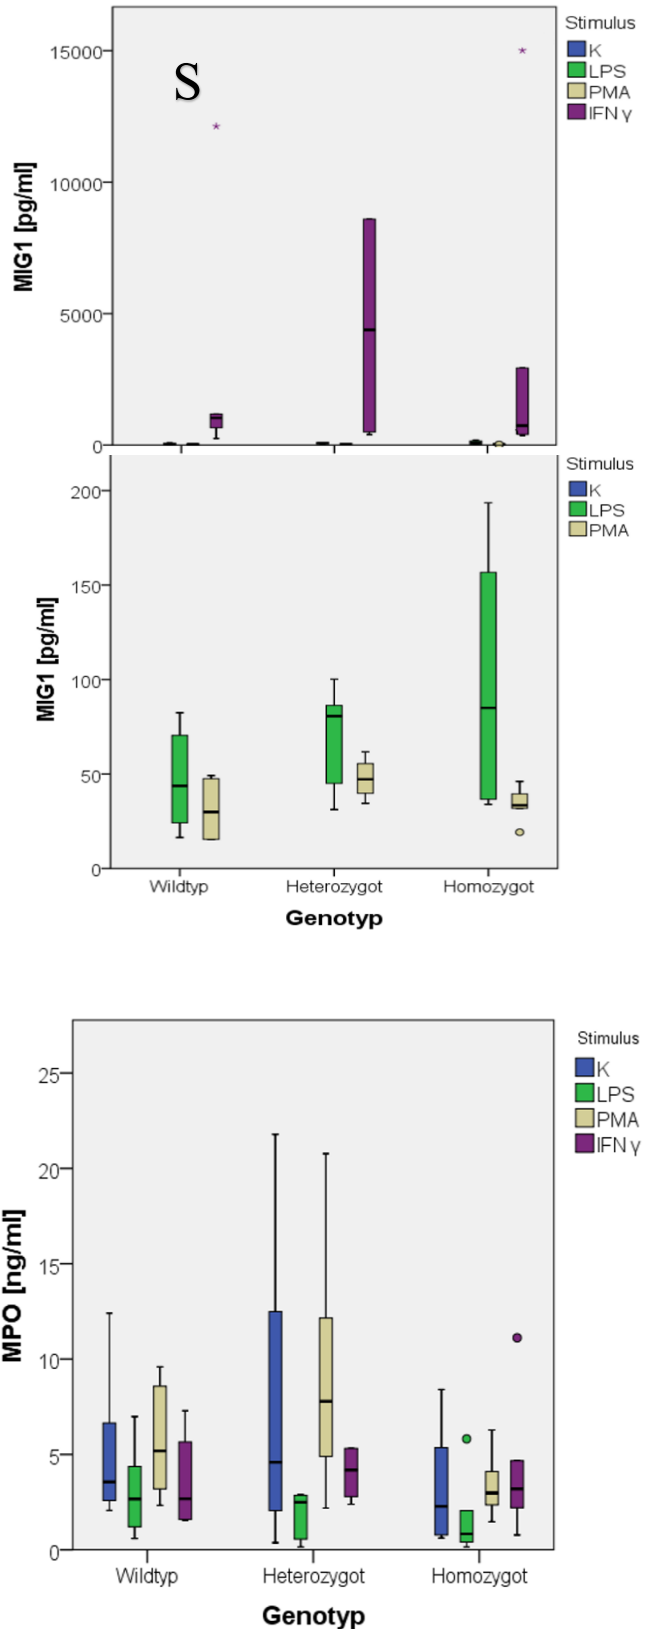 Stimulus
K
LPS
PMA
IFN γ
S
15000
10000
5000
0
MIG1 [pg/ml]
*
*
Stimulus
K
LPS
PMA
200
150
100
50
0
MIG1 [pg/ml]
Wildtyp Heterozygot Homozygot
Genotyp
Stimulus
K
LPS
PMA
IFN γ
25
20
15
10
5
0
MPO [ng/ml]
Wildtyp Heterozygot Homozygot
Genotyp